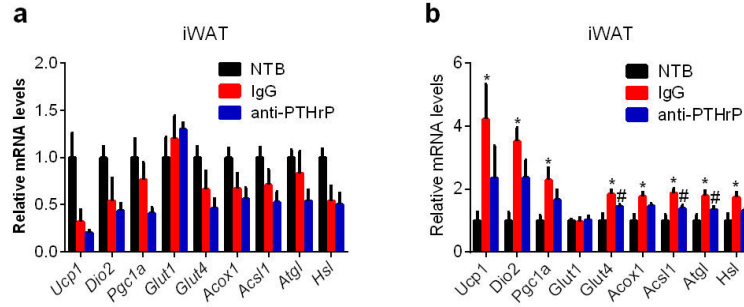 a
iWAT
Relative mRNA levels
2.0
1.5
1.0
0.5
0.0
NTB
IgG
anti-PTHrP
Ucp1
Dio2
Pgc1a
Glut1
Glut4
Acox1
Acsl1
Atgl
Hsl
b
iWAT
Relative mRNA levels
6
4
2
0
NTB
IgG
anti-PTHrP
* * * * # * * # * # *
Ucp1
Dio2
Pgc1a
Glut1
Glut4
Acox1
Acsl1
Atgl
Hsl